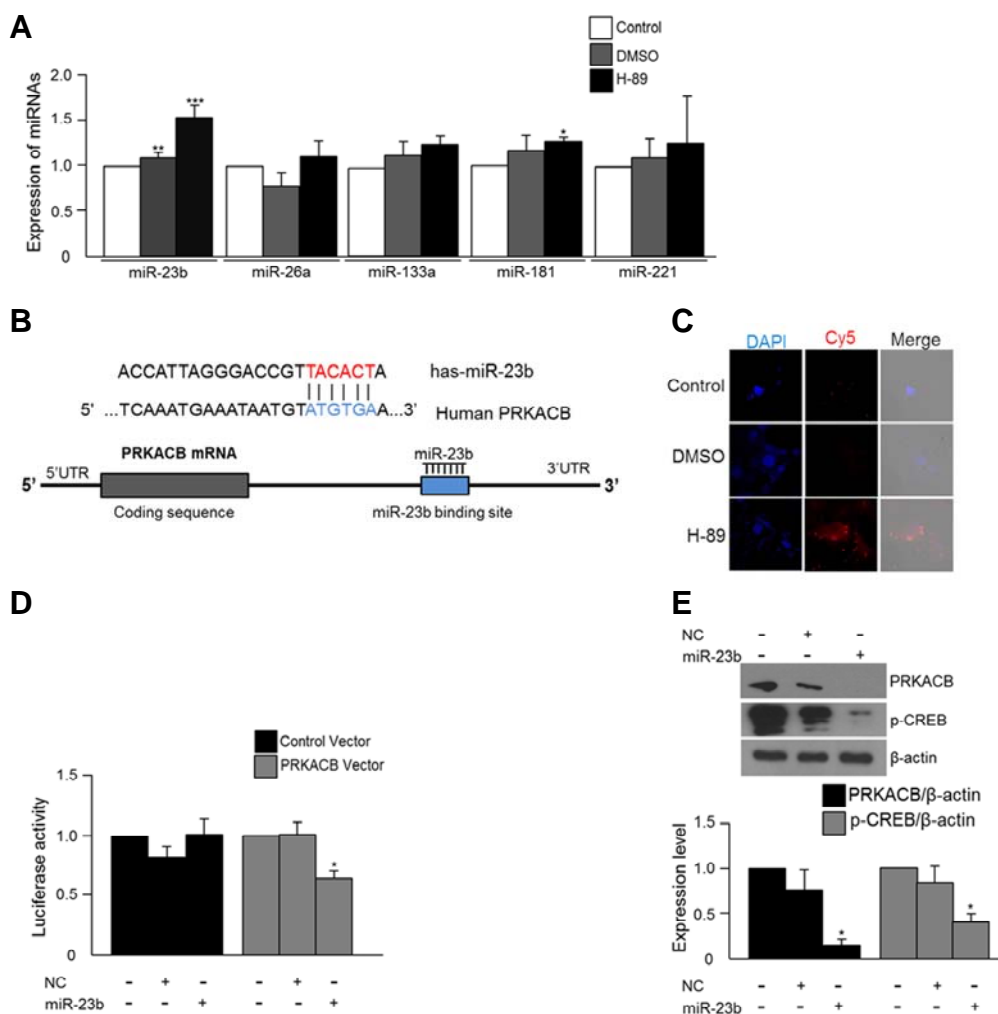 A
Control
DMSO
H-89
Expression of miRNAs
2.0
1.5
1.0
0.5
0
** ***
*
miR-23b miR-26a miR-133a miR-181 miR-221
B
ACCATTAGGGACCGTTACACTA has-miR-23b
5' ...TCAAATGAAATAATGTATGTGAA...3' Human PRKACB
PRKACB mRNA
miR-23b
5'UTR 3'UTR
5' 3'
Coding sequence miR-23b binding site
C
DAPI Cy5 Merge
Control
DMSO
H-89
D
Control Vector
PRKACB Vector
Luciferase activity
1.5
1.0
0.5
0
*
NC - + - - + -
miR-23b - - + - - +
E
NC - + -
miR-23b - - +
PRKACB
p-CREB
β-actin
PRKACB/β-actin
p-CREB/β-actin
Expression level
1.5
1.0
0.5
0
* *
NC - + - - + -
miR-23b - - + - - +